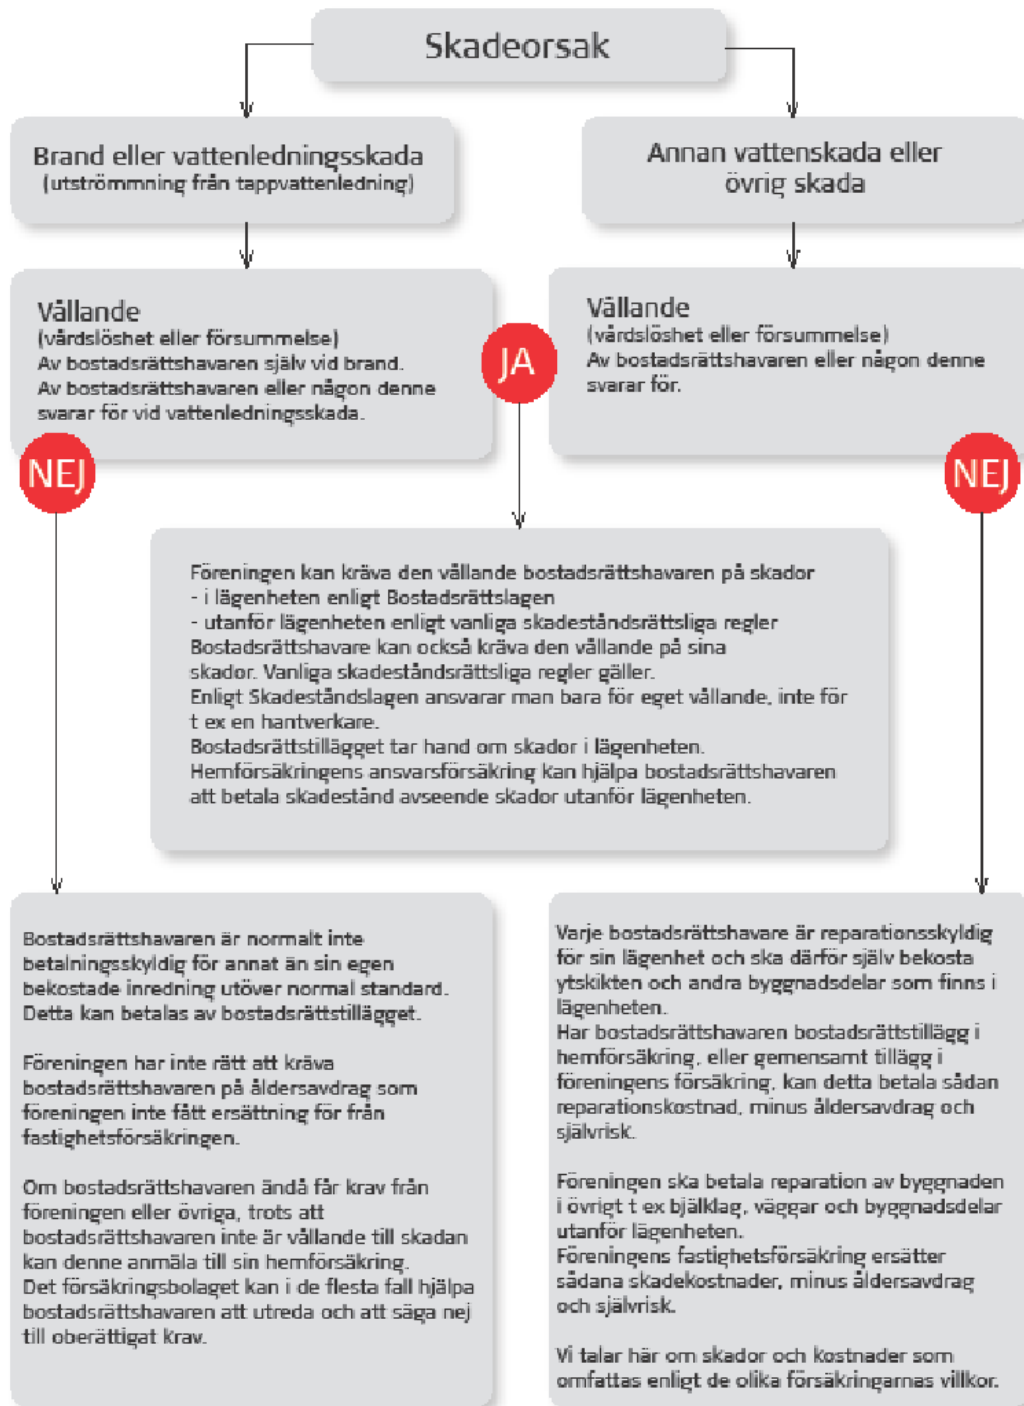 Skadeorsak
Brand eller vattenledningsskada
(utströmmning från tappvattenledning)
Annan vattenskada eller
övrig skada
Vållande
(vårdslöshet eller försummelse)
Av bostadsrättshavaren själv vid brand.
Av bostadsrättshavaren eller någon denne
svarar för vid vattenledningsskada.
JA
Vållande
(vårdslöshet eller försummelse)
Av bostadsrättshavaren eller någon denne
svarar för.
NEJ
NEJ
Föreningen kan kräva den vållande bostadsrättshavaren på skador
- i lägenheten enligt Bostadsrättslagen
- utanför lägenheten enligt vanliga skadeståndsrättsliga regler
Bostadsrättshavare kan också kräva den vållande på sina
skador. Vanliga skadeståndsrättsliga regler gäller.
Enligt Skadeståndslagen ansvarar man bara för eget vållande, inte för
t ex en hantverkare.
Bostadsrättstillägget tar hand om skador i lägenheten.
Hemförsäkringens ansvarsförsäkring kan hjälpa bostadsrättshavaren
att betala skadestånd avseende skador utanför lägenheten.
Bostadsrättshavaren är normalt inte
betalningsskyldig för annat än sin egen
bekostade inredning utöver normal standard.
Detta kan betalas av bostadsrättstillägget.
Föreningen har inte rätt att kräva
bostadsrättshavaren på åldersavdrag som
föreningen inte fått ersättning för från
fastighetsförsäkringen.
Om bostadsrättshavaren ändå får krav från
föreningen eller övriga, trots att
bostadsrättshavaren inte är vållande till skadan
kan denne anmäla till sin hemförsäkring.
Det försäkringsbolaget kan i de flesta fall hjälpa
bostadsrättshavaren att utreda och att säga nej
till oberättigat krav.
Varje bostadsrättshavare är reparationsskyldig
för sin lägenhet och ska därför själv bekosta
ytskikten och andra byggnadsdelar som finns i
lägenheten.
Har bostadsrättshavaren bostadsrättstillägg i
hemförsäkring, eller gemensamt tillägg i
föreningens försäkring, kan detta betala sådan
reparationskostnad, minus åldersavdrag och
självrisk.
Föreningen ska betala reparation av byggnaden
i övrigt t ex bjälklag, väggar och byggnadsdelar
utanför lägenheten.
Föreningens fastighetsförsäkring ersätter
sådana skadekostnader, minus åldersavdrag
och självrisk.
Vi talar här om skador och kostnader som
omfattas enligt de olika försäkringarnas villkor.